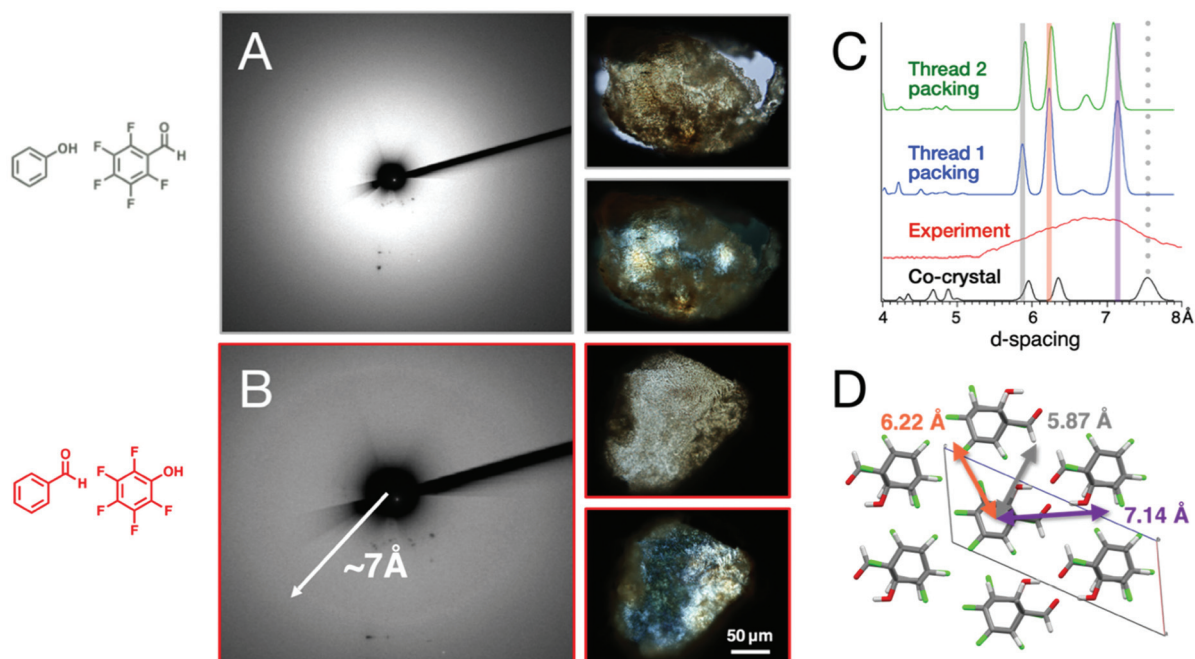 A
B
~7Å
50 µm
OH
F
F
F
F
F
O
H
O
H
F
F
F
F
F
OH
C
Thread 2
packing
Thread 1
packing
Experiment
Co-crystal
4 5 6 7 8Å
d-spacing
D
6.22 Å
5.87 Å
7.14 Å